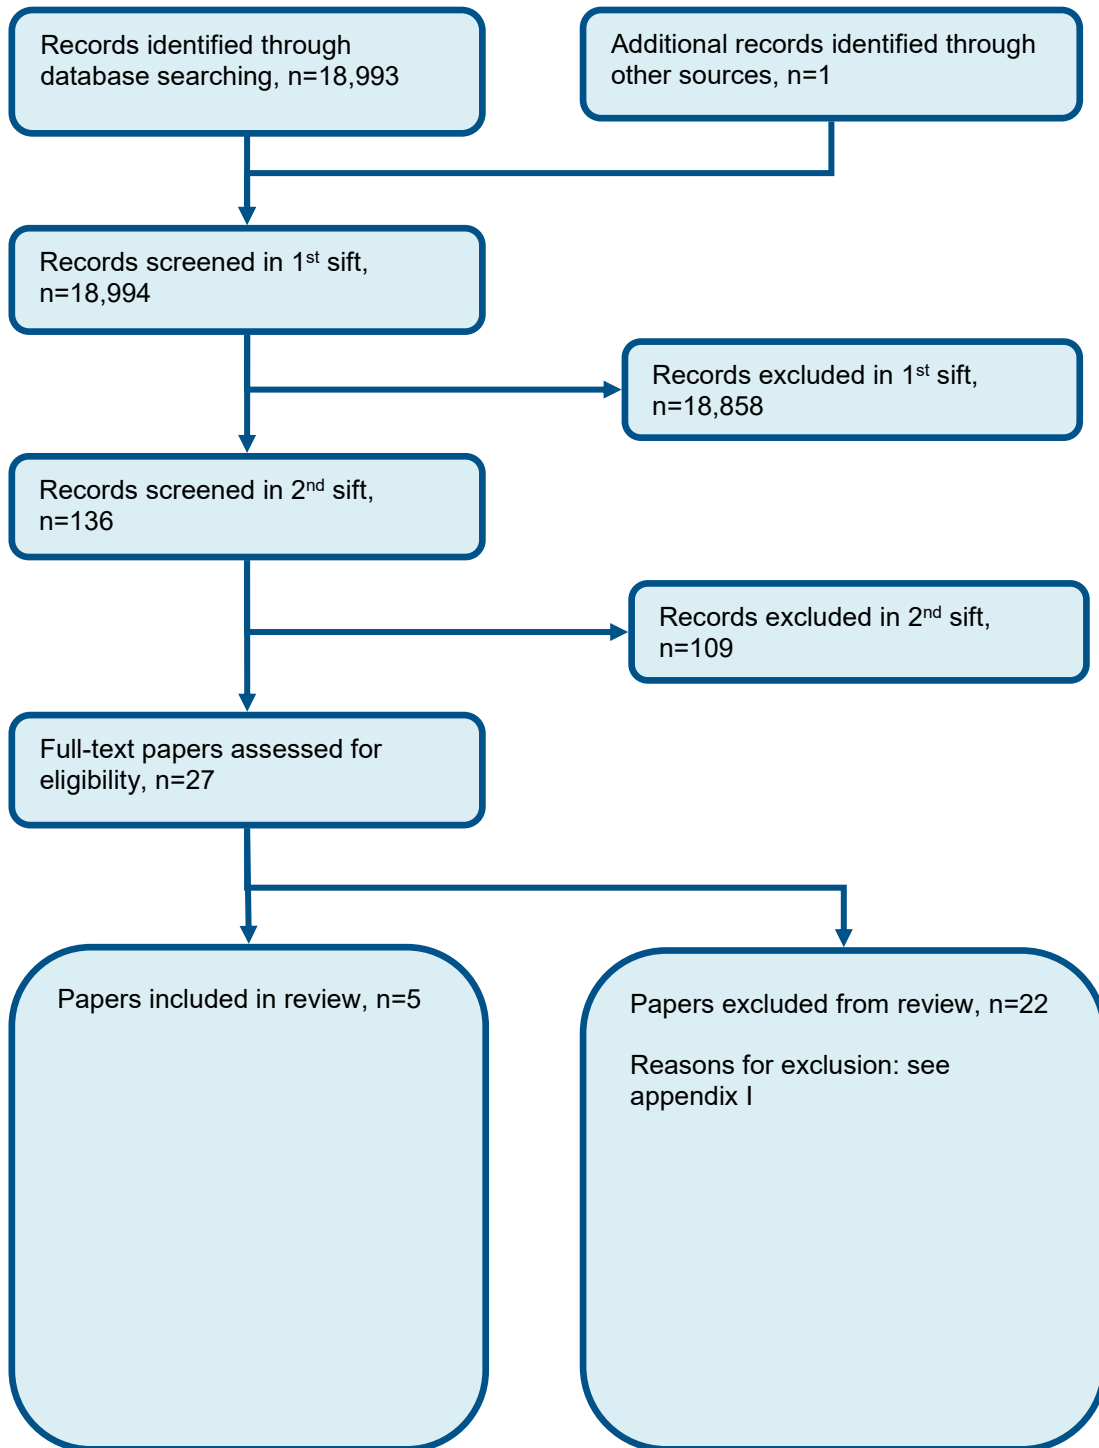 Records identified through
database searching, n=18,993
Additional records identified through
other sources, n=1
Records screened in 1st sift,
n=18,994
Records excluded in 1st sift,
n=18,858
Records screened in 2nd sift,
n=136
Records excluded in 2nd sift,
n=109
Full-text papers assessed for
eligibility, n=27
Papers included in review, n=5
Papers excluded from review, n=22
Reasons for exclusion: see
appendix I